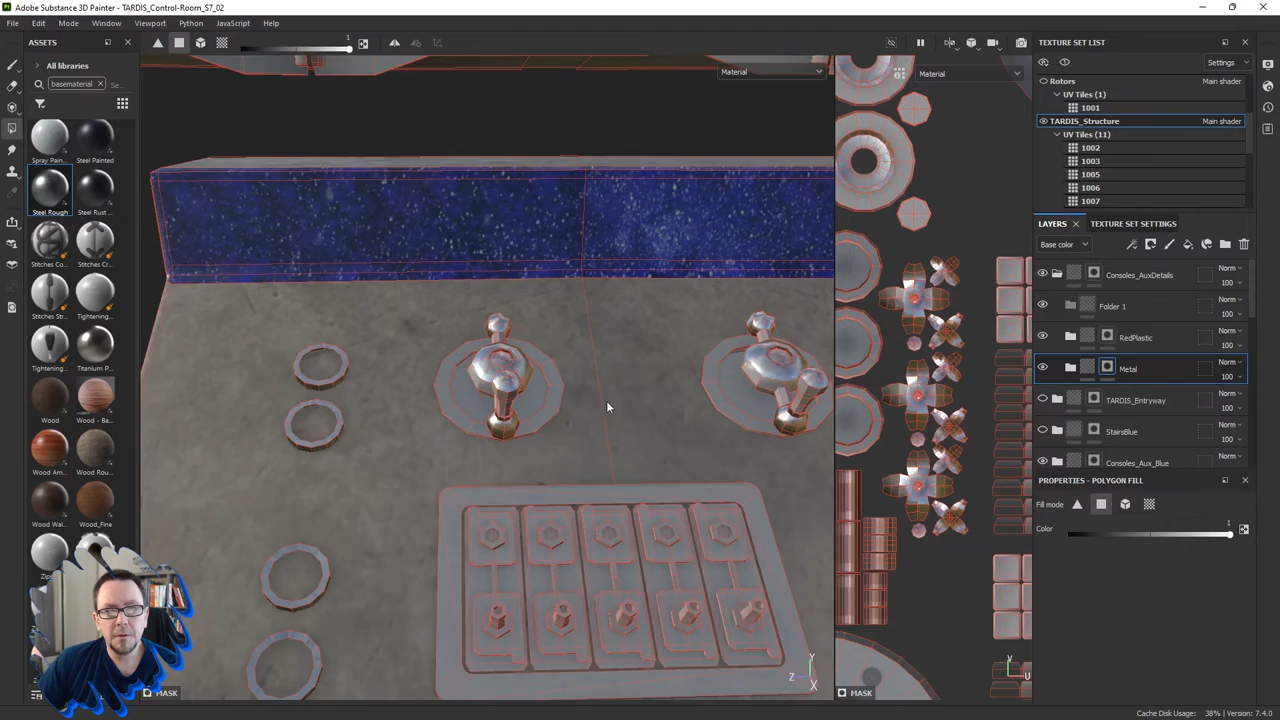 Adobe Substance 3D Painter - TARDIS_Control-Room_S7_02
File Edit Mode Window Viewport Python JavaScript Help
ASSETS
All libraries
basematerial
Se...
Spray Pain... Steel Painted
Steel Rough Steel Rust ...
Stitches Co... Stitches Cr...
Stitches Str... Tightening...
Tightening... Titanium P...
Wood Wood - Ba...
Wood Am... Wood Rou...
Wood Wal... Wood_Fine
1
Material
Material
MASK
MASK
Y
Z
X
V
U
TEXTURE SET LIST
Settings
Rotors Main shader
UV Tiles (1)
1001
TARDIS_Structure Main shader
UV Tiles (11)
1002
1003
1005
1006
1007
LAYERS TEXTURE SET SETTINGS
Base color
Consoles_AuxDetails Norm 100
Folder 1 Norm 100
RedPlastic Norm 100
Metal Norm 100
TARDIS_Entryway Norm 100
StairsBlue Norm 100
Consoles_Aux_Blue Norm 100
PROPERTIES - POLYGON FILL
Fill mode
Color 1
Cache Disk Usage: 38% | Version: 7.4.0